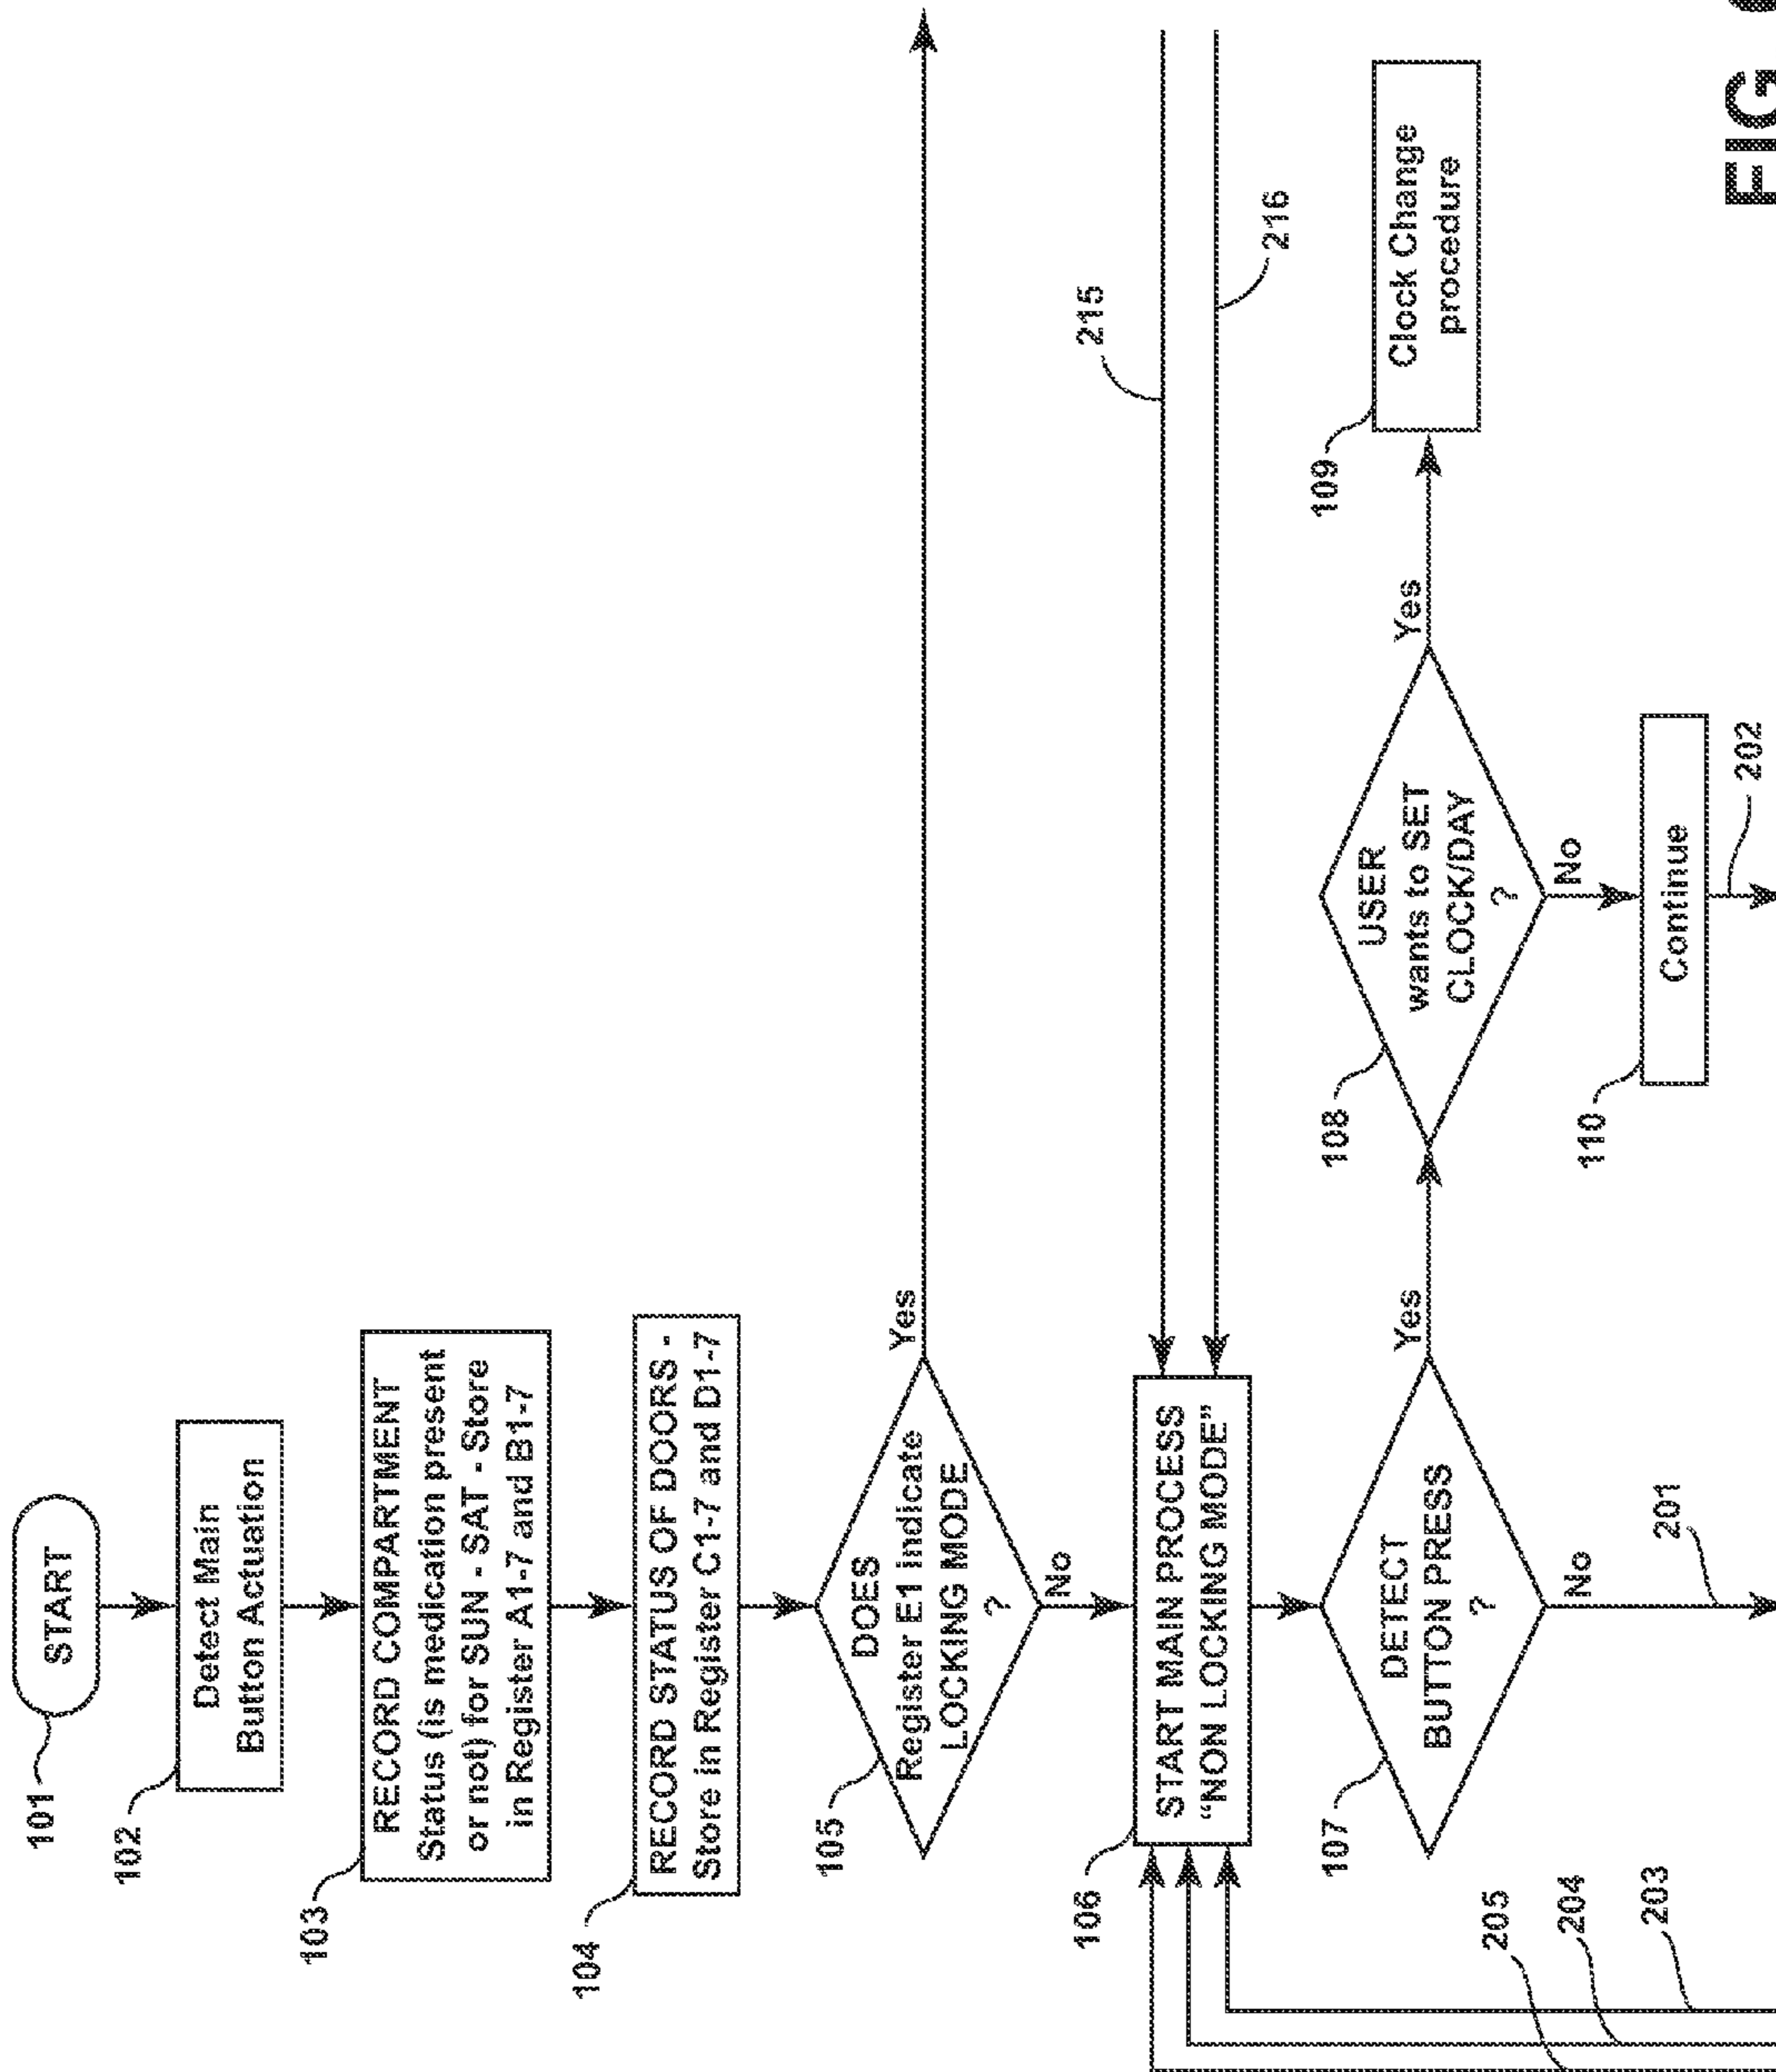 START
101
Detect Main
Button Actuation
102
RECORD COMPARTMENT
Status (is medication present
or not) for SUN - SAT - Store
in Register A1-7 and B1-7
103
RECORD STATUS OF DOORS -
Store in Register C1-7 and D1-7
104
DOES
Register E1 indicate
LOCKING MODE
?
105
Yes
No
START MAIN PROCESS
“NON LOCKING MODE”
106
215
216
DETECT
BUTTON PRESS
?
107
Yes
No
201
USER
wants to SET
CLOCK/DAY
?
108
Yes
No
Clock Change
procedure
109
Continue
110
202
205
204
203
FIG